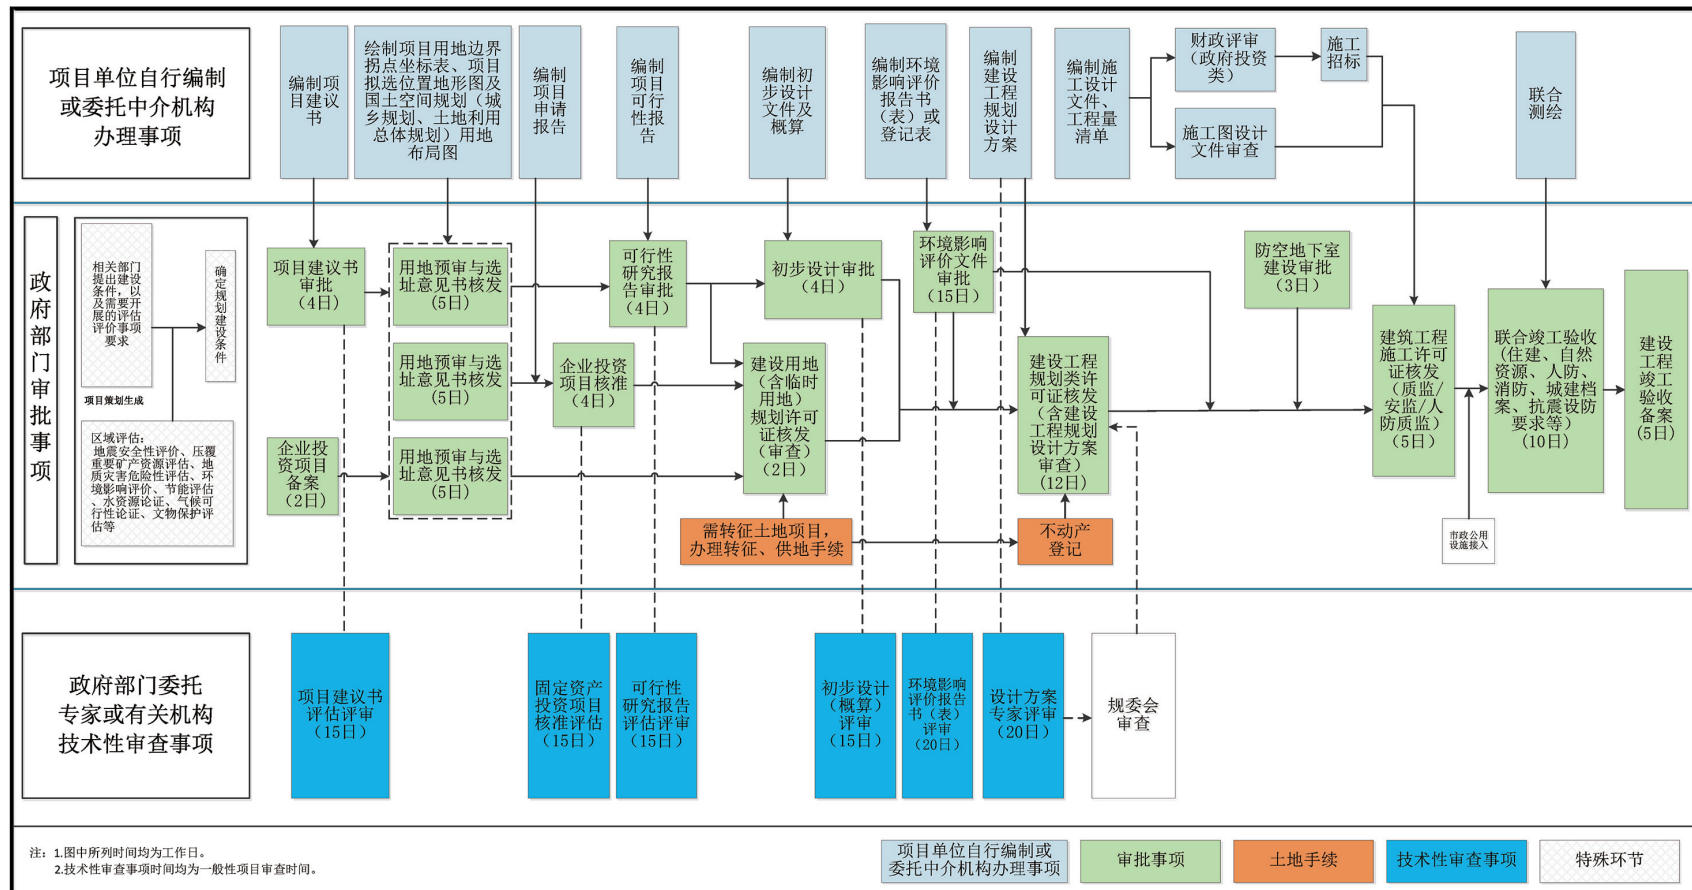 项目单位自行编制
或委托中介机构
办理事项
编制项
目建议
书
绘制项目用地边界
拐点坐标表、项目
拟选位置地形图及
国土空间规划（城
乡规划、土地利用
总体规划）用地
布局图
编制
项目
申请
报告
编制
项目
可行
性报
告
编制初
步设计
文件及
概算
编制环境
影响评价
报告书
（表）或
登记表
编制
建设
工程
规划
设计
方案
编制施
工设计
文件、
工程量
清单
财政评审
（政府投资
类）
施工
招标
施工图设计
文件审查
联合
测绘
政府部门审批事项
相关部门
提出建设
条件，以
及需要开
展的评估
评价事项
要求
确定规划建设条件
项目策划生成
区域评估：
地震安全性评价、压覆
重要矿产资源评估、地
质灾害危险性评估、环
境影响评价、节能评估
、水资源论证、气候可
行性论证、文物保护评
估等
项目建议书
审批
（4日）
企业投
资项目
备案
（2日）
用地预审与选
址意见书核发
（5日）
用地预审与选
址意见书核发
（5日）
用地预审与选
址意见书核发
（5日）
企业投资
项目核准
（4日）
可行性
研究报
告审批
（4日）
初步设计审批
（4日）
建设用地
（含临时
用地）
规划许可
证核发
（审查）
（2日）
需转征土地项目，
办理转征、供地手续
环境影响
评价文件
审批
（15日）
建设工程
规划类许
可证核发
（含建设
工程规划
设计方案
审查）
（12日）
不动产
登记
防空地下室
建设审批
（3日）
建筑工程
施工许可
证核发
（质监/
安监/人
防质监）
（5日）
市政公用
设施接入
联合竣工验收
（住建、自然
资源、人防、
消防、城建档
案、抗震设防
要求等）
（10日）
建设
工程
竣工
验收
备案
（5日）
政府部门委托
专家或有关机构
技术性审查事项
项目建议书
评估评审
（15日）
固定资产
投资项目
核准评估
（15日）
可行性
研究报告
评估评审
（15日）
初步设计
（概算）
评审
（15日）
环境影响
评价报告
书（表）
评审
（20日）
设计方案
专家评审
（20日）
规委会
审查
注：1.图中所列时间均为工作日。
2.技术性审查事项时间均为一般性项目审查时间。
项目单位自行编制或
委托中介机构办理事项
审批事项
土地手续
技术性审查事项
特殊环节